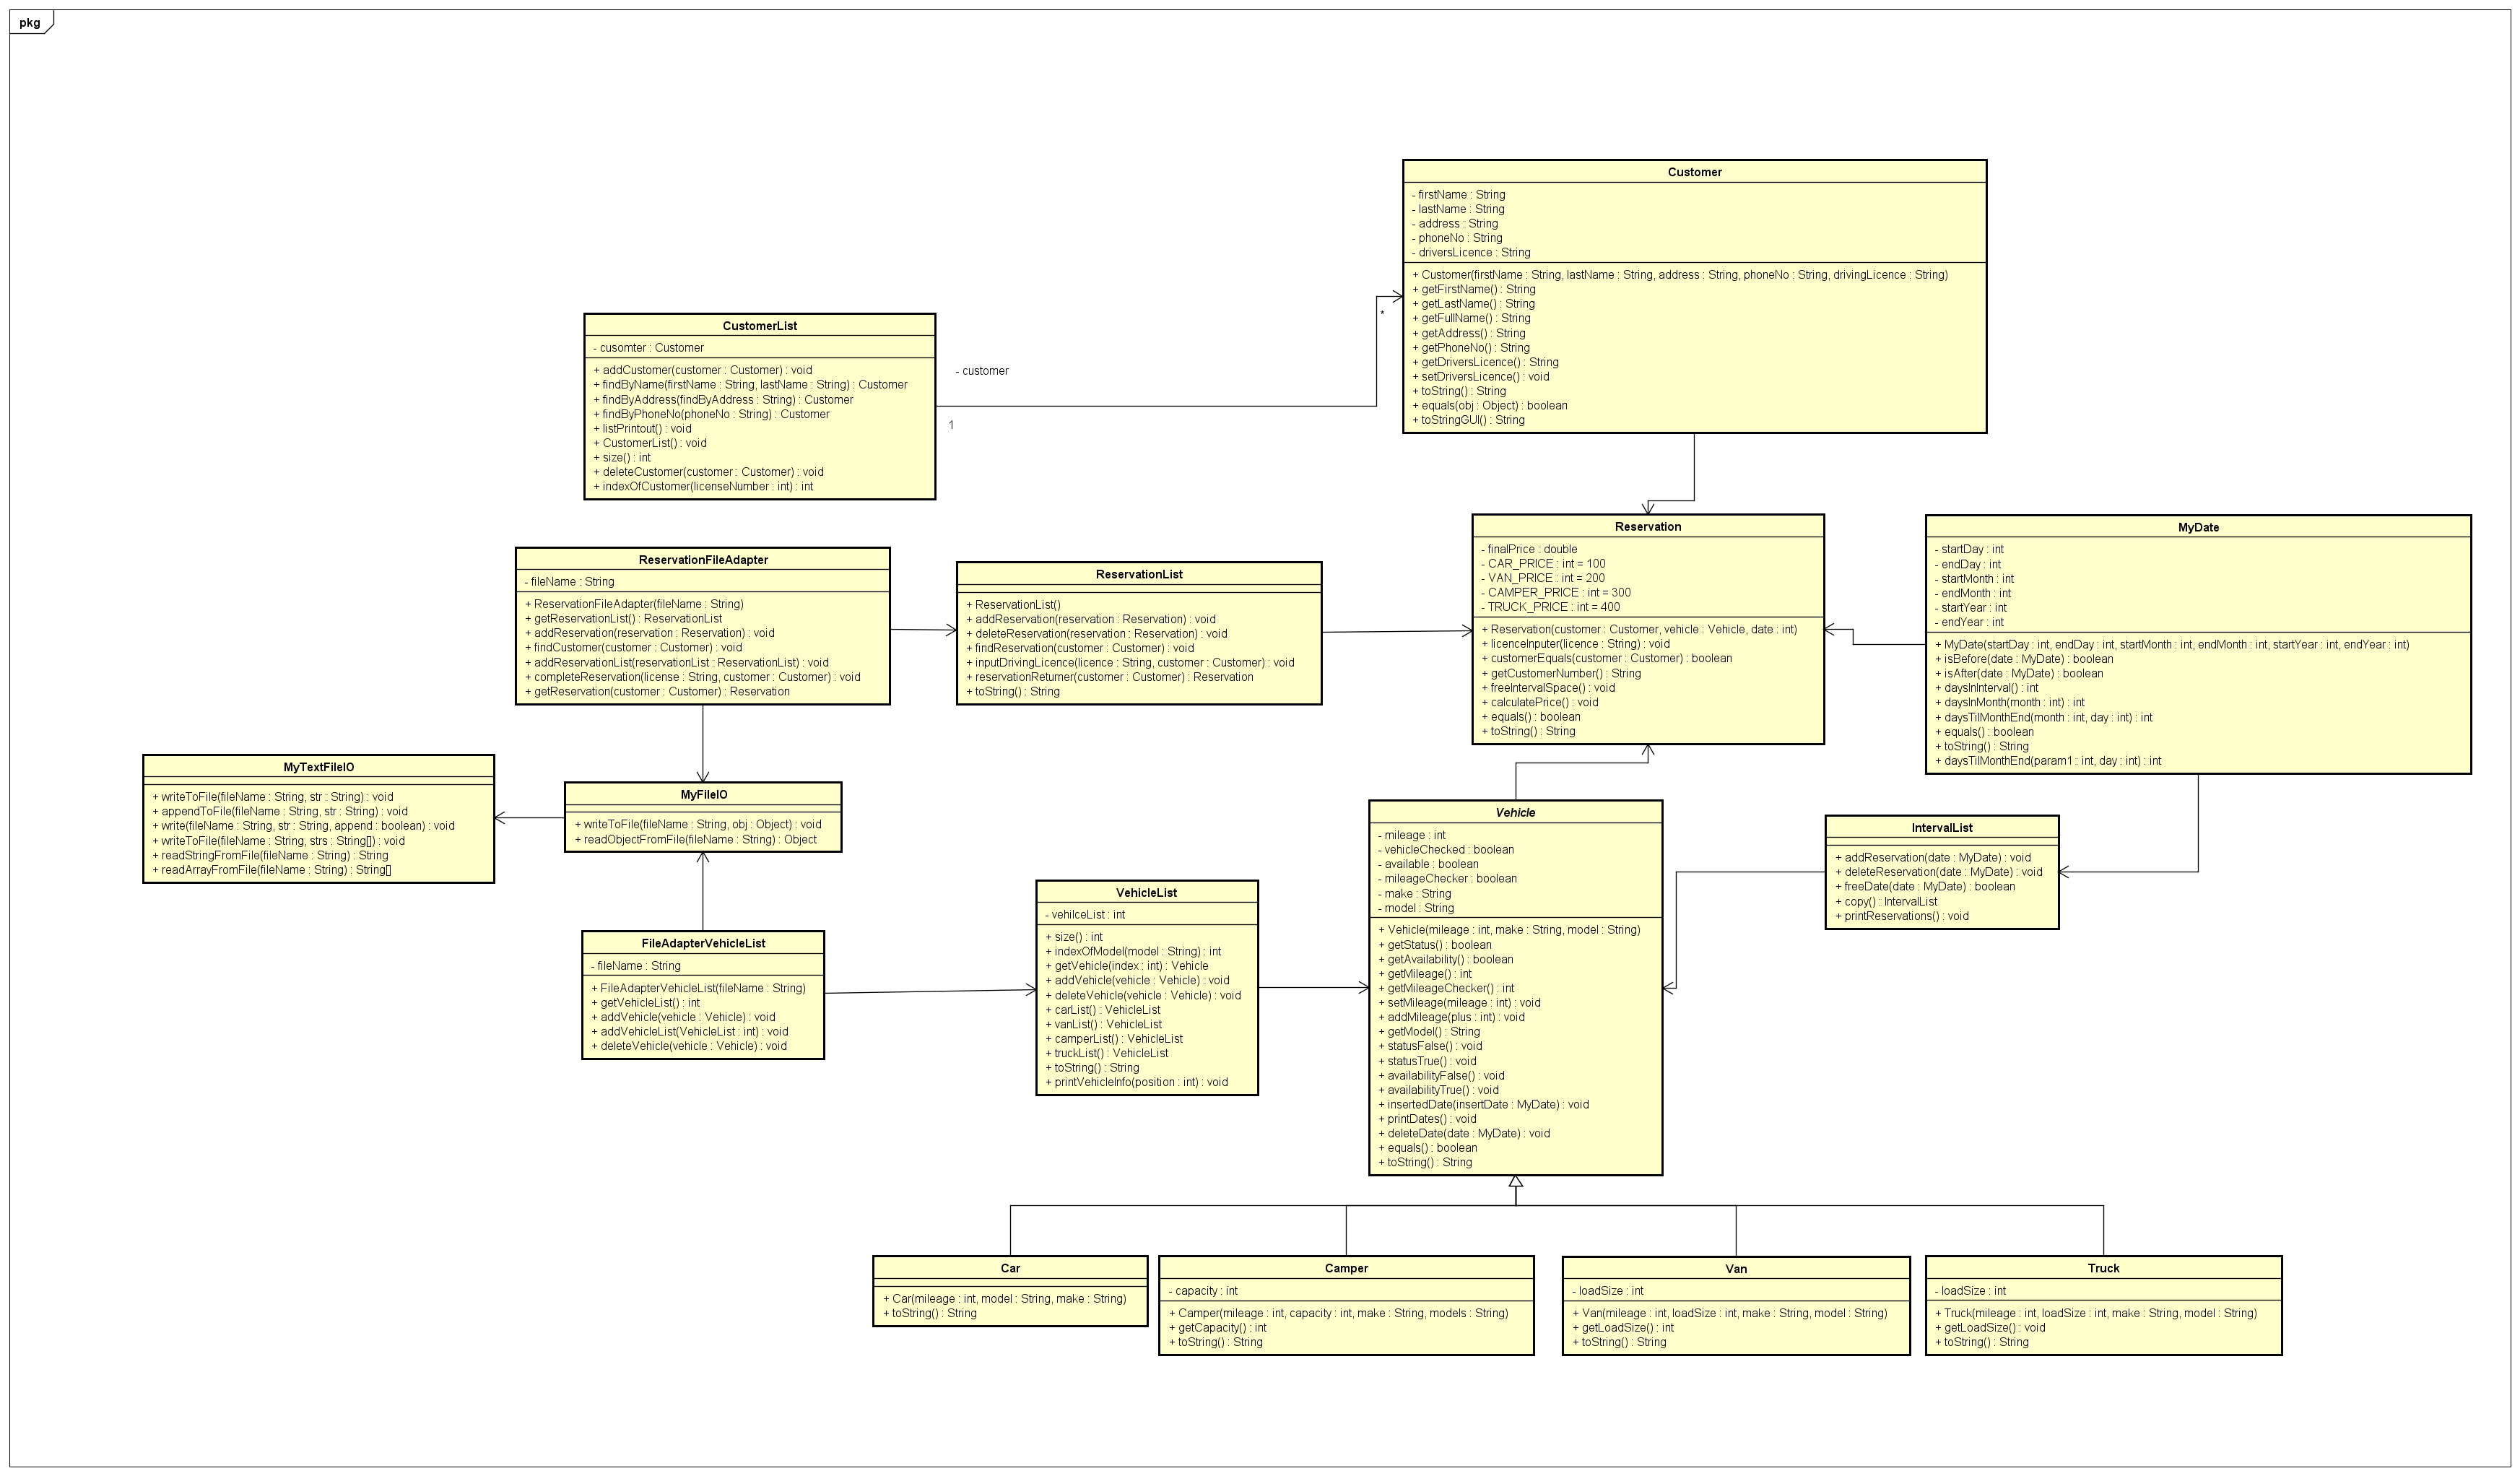 pkg
Customer
- firstName : String
- lastName : String
- address : String
- phoneNo : String
- driversLicence : String
+ Customer(firstName : String, lastName : String, address : String, phoneNo : String, drivingLicence : String)
+ getFirstName() : String
+ getLastName() : String
+ getFullName() : String
+ getAddress() : String
+ getPhoneNo() : String
+ getDriversLicence() : String
+ setDriversLicence() : void
+ toString() : String
+ equals(obj : Object) : boolean
+ toStringGUI() : String
*
CustomerList
- cusomter : Customer
+ addCustomer(customer : Customer) : void
+ findByName(firstName : String, lastName : String) : Customer
+ findByAddress(findByAddress : String) : Customer
+ findByPhoneNo(phoneNo : String) : Customer
+ listPrintout() : void
+ CustomerList() : void
+ size() : int
+ deleteCustomer(customer : Customer) : void
+ indexOfCustomer(licenseNumber : int) : int
- customer
1
ReservationFileAdapter
- fileName : String
+ ReservationFileAdapter(fileName : String)
+ getReservationList() : ReservationList
+ addReservation(reservation : Reservation) : void
+ findCustomer(customer : Customer) : void
+ addReservationList(reservationList : ReservationList) : void
+ completeReservation(license : String, customer : Customer) : void
+ getReservation(customer : Customer) : Reservation
ReservationList
+ ReservationList()
+ addReservation(reservation : Reservation) : void
+ deleteReservation(reservation : Reservation) : void
+ findReservation(customer : Customer) : void
+ inputDrivingLicence(licence : String, customer : Customer) : void
+ reservationReturner(customer : Customer) : Reservation
+ toString() : String
Reservation
- finalPrice : double
- CAR_PRICE : int = 100
- VAN_PRICE : int = 200
- CAMPER_PRICE : int = 300
- TRUCK_PRICE : int = 400
+ Reservation(customer : Customer, vehicle : Vehicle, date : int)
+ licenceInputer(licence : String) : void
+ customerEquals(customer : Customer) : boolean
+ getCustomerNumber() : String
+ freeIntervalSpace() : void
+ calculatePrice() : void
+ equals() : boolean
+ toString() : String
MyDate
- startDay : int
- endDay : int
- startMonth : int
- endMonth : int
- startYear : int
- endYear : int
+ MyDate(startDay : int, endDay : int, startMonth : int, endMonth : int, startYear : int, endYear : int)
+ isBefore(date : MyDate) : boolean
+ isAfter(date : MyDate) : boolean
+ daysInInterval() : int
+ daysInMonth(month : int) : int
+ daysTilMonthEnd(month : int, day : int) : int
+ equals() : boolean
+ toString() : String
+ daysTilMonthEnd(param1 : int, day : int) : int
MyTextFileIO
+ writeToFile(fileName : String, str : String) : void
+ appendToFile(fileName : String, str : String) : void
+ write(fileName : String, str : String, append : boolean) : void
+ writeToFile(fileName : String, strs : String[]) : void
+ readStringFromFile(fileName : String) : String
+ readArrayFromFile(fileName : String) : String[]
MyFileIO
+ writeToFile(fileName : String, obj : Object) : void
+ readObjectFromFile(fileName : String) : Object
FileAdapterVehicleList
- fileName : String
+ FileAdapterVehicleList(fileName : String)
+ getVehicleList() : int
+ addVehicle(vehicle : Vehicle) : void
+ addVehicleList(VehicleList : int) : void
+ deleteVehicle(vehicle : Vehicle) : void
VehicleList
- vehilceList : int
+ size() : int
+ indexOfModel(model : String) : int
+ getVehicle(index : int) : Vehicle
+ addVehicle(vehicle : Vehicle) : void
+ deleteVehicle(vehicle : Vehicle) : void
+ carList() : VehicleList
+ vanList() : VehicleList
+ camperList() : VehicleList
+ truckList() : VehicleList
+ toString() : String
+ printVehicleInfo(position : int) : void
Vehicle
- mileage : int
- vehicleChecked : boolean
- available : boolean
- mileageChecker : boolean
- make : String
- model : String
+ Vehicle(mileage : int, make : String, model : String)
+ getStatus() : boolean
+ getAvailability() : boolean
+ getMileage() : int
+ getMileageChecker() : int
+ setMileage(mileage : int) : void
+ addMileage(plus : int) : void
+ getModel() : String
+ statusFalse() : void
+ statusTrue() : void
+ availabilityFalse() : void
+ availabilityTrue() : void
+ insertedDate(insertDate : MyDate) : void
+ printDates() : void
+ deleteDate(date : MyDate) : void
+ equals() : boolean
+ toString() : String
IntervalList
+ addReservation(date : MyDate) : void
+ deleteReservation(date : MyDate) : void
+ freeDate(date : MyDate) : boolean
+ copy() : IntervalList
+ printReservations() : void
Car
+ Car(mileage : int, model : String, make : String)
+ toString() : String
Camper
- capacity : int
+ Camper(mileage : int, capacity : int, make : String, models : String)
+ getCapacity() : int
+ toString() : String
Van
- loadSize : int
+ Van(mileage : int, loadSize : int, make : String, model : String)
+ getLoadSize() : int
+ toString() : String
Truck
- loadSize : int
+ Truck(mileage : int, loadSize : int, make : String, model : String)
+ getLoadSize() : void
+ toString() : String